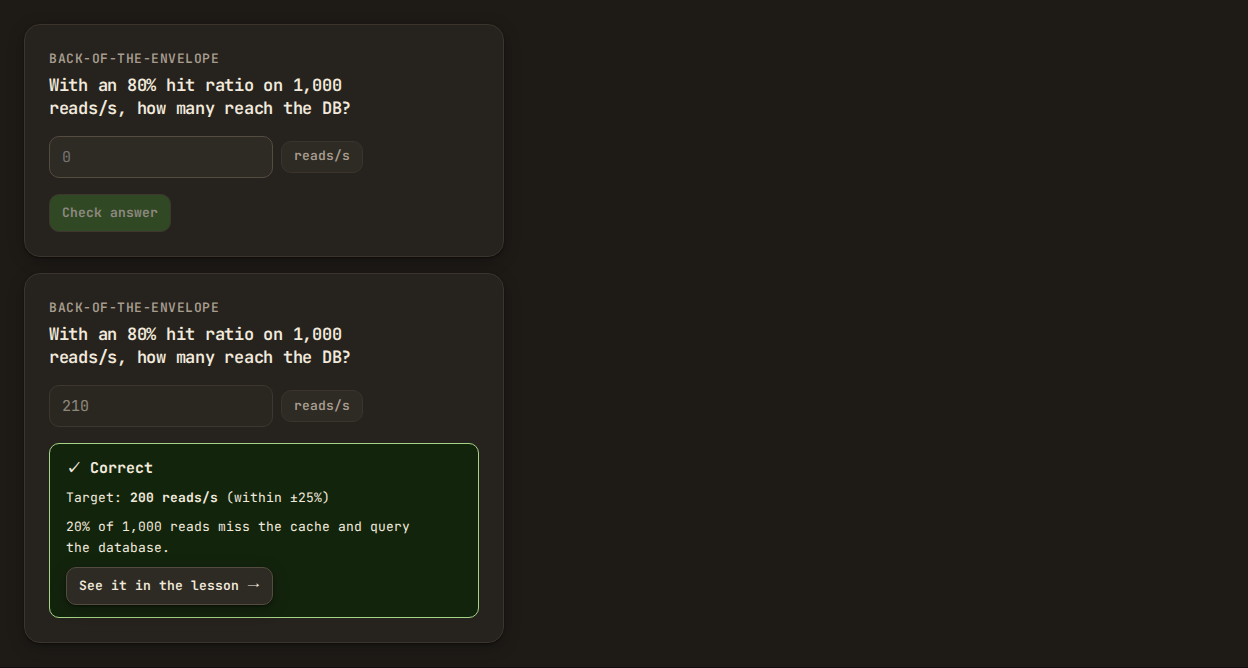 BACK-OF-THE-ENVELOPE
With an 80% hit ratio on 1,000
reads/s, how many reach the DB?
0 reads/s
Check answer
BACK-OF-THE-ENVELOPE
With an 80% hit ratio on 1,000
reads/s, how many reach the DB?
210 reads/s
✓ Correct
Target: 200 reads/s (within ±25%)
20% of 1,000 reads miss the cache and query
the database.
See it in the lesson →